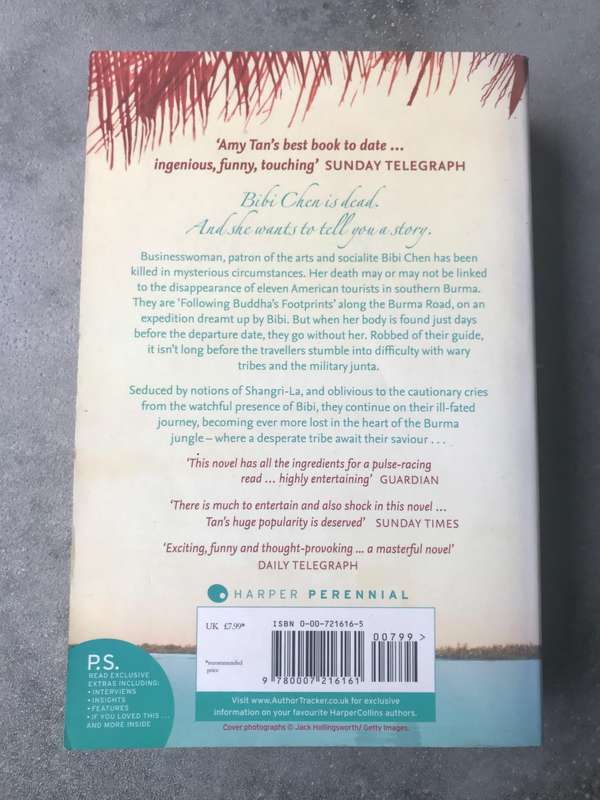 ‘Amy Tan’s best book to date ...
ingenious, funny, touching’ SUNDAY TELEGRAPH
Bibi Chen is dead.
And she wants to tell you a story.
Businesswoman, patron of the arts and socialite Bibi Chen has been
killed in mysterious circumstances. Her death may or may not be linked
to the disappearance of eleven American tourists in southern Burma.
They are ‘Following Buddha’s Footprints’ along the Burma Road, on an
expedition dreamt up by Bibi. But when her body is found just days
before the departure date, they go without her. Robbed of their guide,
it isn’t long before the travellers stumble into difficulty with wary
tribes and the military junta.
Seduced by notions of Shangri-La, and oblivious to the cautionary cries
from the watchful presence of Bibi, they continue on their ill-fated
journey, becoming ever more lost in the heart of the Burma
jungle – where a desperate tribe await their saviour . . .
‘This novel has all the ingredients for a pulse-racing
read ... highly entertaining’ GUARDIAN
‘There is much to entertain and also shock in this novel ...
Tan’s huge popularity is deserved’ SUNDAY TIMES
‘Exciting, funny and thought-provoking ... a masterful novel’
DAILY TELEGRAPH
HARPER PERENNIAL
UK £7.99*
*recommended
price
ISBN 0-00-721616-5
00799 >
9 780007 216161
P.S.
READ EXCLUSIVE
EXTRAS INCLUDING:
• INTERVIEWS
• INSIGHTS
• FEATURES
• IF YOU LOVED THIS ...
AND MORE INSIDE
Visit www.AuthorTracker.co.uk for exclusive
information on your favourite HarperCollins authors.
Cover photographs © Jack Hollingsworth/ Getty Images.